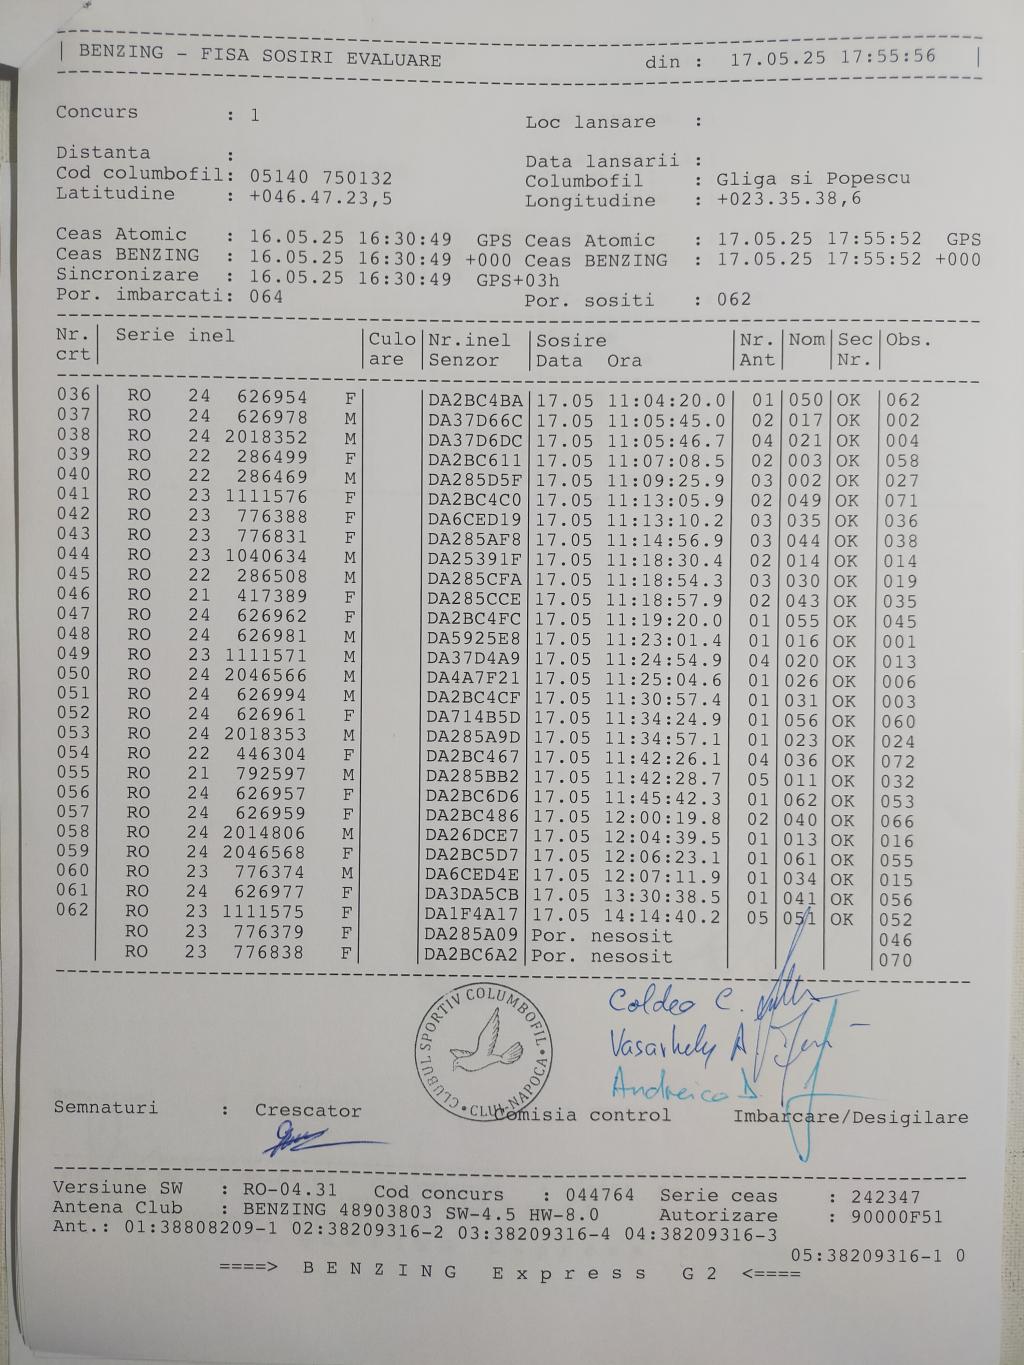 | BENZING - FISA SOSIRI EVALUARE din : 17.05.25 17:55:56 |
Concurs : 1 Loc lansare :
Distanta : Data lansarii :
Cod columbofil: 05140 750132 Columbofil : Gliga si Popescu
Latitudine : +046.47.23,5 Longitudine : +023.35.38,6
Ceas Atomic : 16.05.25 16:30:49 GPS Ceas Atomic : 17.05.25 17:55:52 GPS
Ceas BENZING : 16.05.25 16:30:49 +000 Ceas BENZING : 17.05.25 17:55:52 +000
Sincronizare : 16.05.25 16:30:49 GPS+03h
Por. imbarcati: 064 Por. sositi : 062
Nr.| Serie inel |Culo|Nr.inel |Sosire |Nr.|Nom|Sec|Obs.
crt| |are |Senzor |Data Ora |Ant| |Nr.|
036 RO 24 626954 F DA2BC4BA 17.05 11:04:20.0 01 050 OK 062
037 RO 24 626978 M DA37D66C 17.05 11:05:45.0 02 017 OK 002
038 RO 24 2018352 M DA37D6DC 17.05 11:05:46.7 04 021 OK 004
039 RO 22 286499 F DA2BC611 17.05 11:07:08.5 02 003 OK 058
040 RO 22 286469 M DA285D5F 17.05 11:09:25.9 03 002 OK 027
041 RO 23 1111576 F DA2BC4C0 17.05 11:13:05.9 02 049 OK 071
042 RO 23 776388 F DA6CED19 17.05 11:13:10.2 03 035 OK 036
043 RO 23 776831 F DA285AF8 17.05 11:14:56.9 03 044 OK 038
044 RO 23 1040634 M DA25391F 17.05 11:18:30.4 02 014 OK 014
045 RO 22 286508 M DA285CFA 17.05 11:18:54.3 03 030 OK 019
046 RO 21 417389 F DA285CCE 17.05 11:18:57.9 02 043 OK 035
047 RO 24 626962 F DA2BC4FC 17.05 11:19:20.0 01 055 OK 045
048 RO 24 626981 M DA5925E8 17.05 11:23:01.4 01 016 OK 001
049 RO 23 1111571 M DA37D4A9 17.05 11:24:54.9 04 020 OK 013
050 RO 24 2046566 M DA4A7F21 17.05 11:25:04.6 01 026 OK 006
051 RO 24 626994 M DA2BC4CF 17.05 11:30:57.4 01 031 OK 003
052 RO 24 626961 F DA714B5D 17.05 11:34:24.9 01 056 OK 060
053 RO 24 2018353 M DA285A9D 17.05 11:34:57.1 01 023 OK 024
054 RO 22 446304 F DA2BC467 17.05 11:42:26.1 04 036 OK 072
055 RO 21 792597 M DA285BB2 17.05 11:42:28.7 05 011 OK 032
056 RO 24 626957 F DA2BC6D6 17.05 11:45:42.3 01 062 OK 053
057 RO 24 626959 F DA2BC486 17.05 12:00:19.8 02 040 OK 066
058 RO 24 2014806 M DA26DCE7 17.05 12:04:39.5 01 013 OK 016
059 RO 24 2046568 F DA2BC5D7 17.05 12:06:23.1 01 061 OK 055
060 RO 23 776374 M DA6CED4E 17.05 12:07:11.9 01 034 OK 015
061 RO 24 626977 F DA3DA5CB 17.05 13:30:38.5 01 041 OK 056
062 RO 23 1111575 F DA1F4A17 17.05 14:14:40.2 05 051 OK 052
RO 23 776379 F DA285A09 Por. nesosit 046
RO 23 776838 F DA2BC6A2 Por. nesosit 070
CLUBUL SPORTIV COLUMBOFIL • CLUJ-NAPOCA •
Coldea C.
Vasarhely A
Andreica D.
Semnaturi : Crescator Comisia control Imbarcare/Desigilare
Versiune SW : RO-04.31 Cod concurs : 044764 Serie ceas : 242347
Antena Club : BENZING 48903803 SW-4.5 HW-8.0 Autorizare : 90000F51
Ant.: 01:38808209-1 02:38209316-2 03:38209316-4 04:38209316-3
05:38209316-1 0
====> B E N Z I N G E x p r e s s G 2 <====